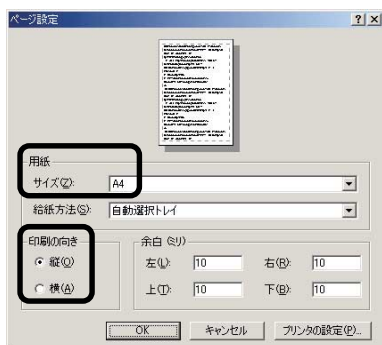 ページ設定
用紙
サイズ(Z): A4
給紙方法(S): 自動選択トレイ
印刷の向き
縦(O)
横(A)
余白 (ミリ)
左(L): 10 右(R): 10
上(T): 10 下(B): 10
OK キャンセル プリンタの設定(P)...